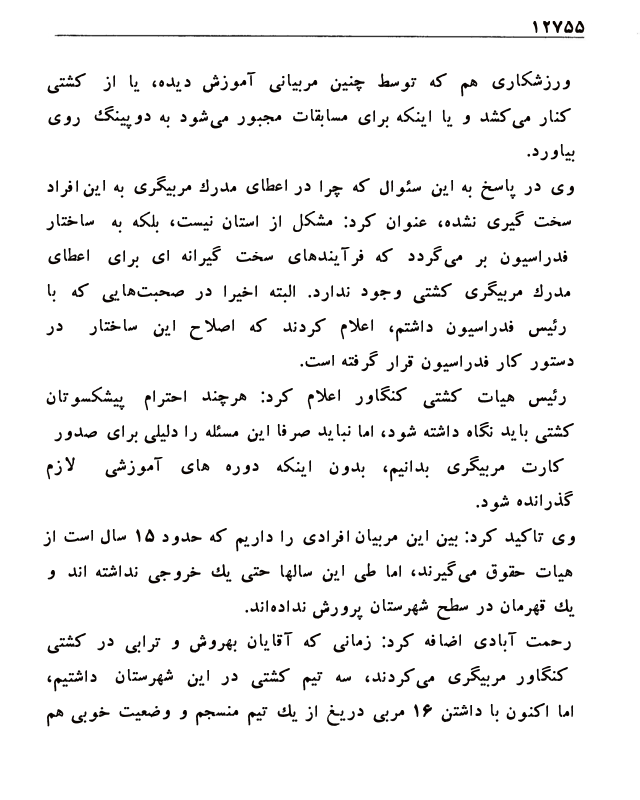 ۱۲۷۵۵
ورزشکاری هم که توسط چنین مربیانی آموزش دیده، یا از کشتی
کنار می‌کشد و یا اینکه برای مسابقات مجبور می‌شود به دوپینگ روی
بیاورد.
وی در پاسخ به این سئوال که چرا در اعطای مدرك مربیگری به این افراد
سخت گیری نشده، عنوان کرد: مشکل از استان نیست، بلکه به ساختار
فدراسیون بر می‌گردد که فرآیندهای سخت گیرانه ای برای اعطای
مدرك مربیگری کشتی وجود ندارد. البته اخیرا در صحبت‌هایی که با
رئیس فدراسیون داشتم، اعلام کردند که اصلاح این ساختار در
دستور کار فدراسیون قرار گرفته است.
رئیس هیات کشتی کنگاور اعلام کرد: هرچند احترام پیشکسوتان
کشتی باید نگاه داشته شود، اما نباید صرفا این مسئله را دلیلی برای صدور
کارت مربیگری بدانیم، بدون اینکه دوره های آموزشی لازم
گذرانده شود.
وی تاکید کرد: بین این مربیان افرادی را داریم که حدود ۱۵ سال است از
هیات حقوق می‌گیرند، اما طی این سالها حتی یك خروجی نداشته اند و
یك قهرمان در سطح شهرستان پرورش نداده‌اند.
رحمت آبادی اضافه کرد: زمانی که آقایان بهروش و ترابی در کشتی
کنگاور مربیگری می‌کردند، سه تیم کشتی در این شهرستان داشتیم،
اما اکنون با داشتن ۱۶ مربی دریغ از یك تیم منسجم و وضعیت خوبی هم